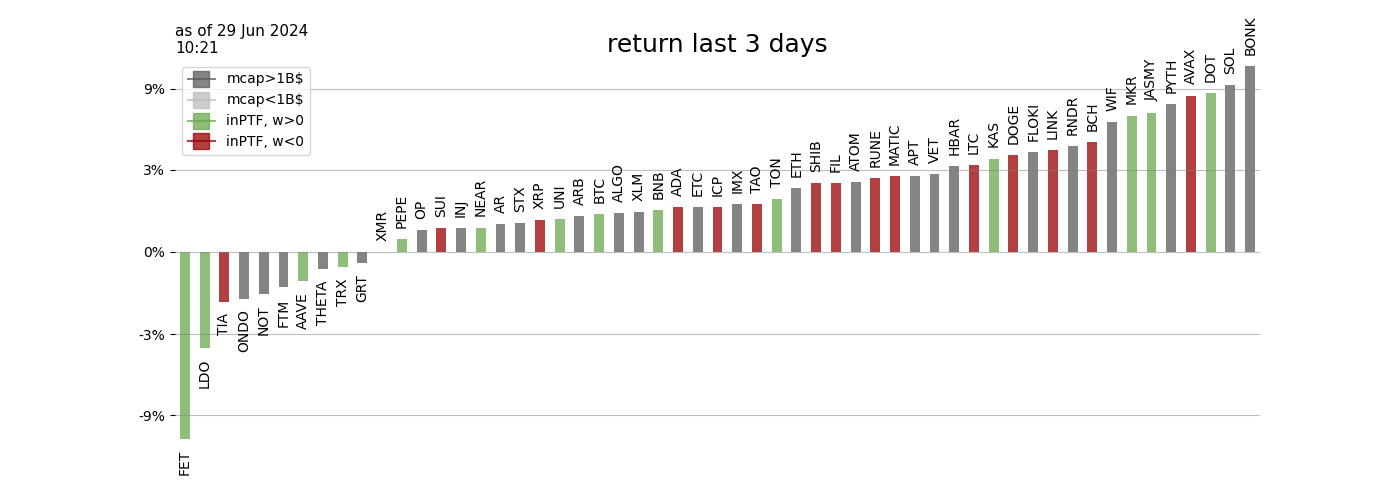 as of 29 Jun 2024
10:21
return last 3 days
mcap>1B$
mcap<1B$
inPTF, w>0
inPTF, w<0
9%
3%
0%
-3%
-9%
FET
LDO
TIA
ONDO
NOT
FTM
AAVE
THETA
TRX
GRT
XMR
PEPE
OP
SUI
INJ
NEAR
AR
STX
XRP
UNI
ARB
BTC
ALGO
XLM
BNB
ADA
ETC
ICP
IMX
TAO
TON
ETH
SHIB
FIL
ATOM
RUNE
MATIC
APT
VET
HBAR
LTC
KAS
DOGE
FLOKI
LINK
RNDR
BCH
WIF
MKR
JASMY
PYTH
AVAX
DOT
SOL
BONK